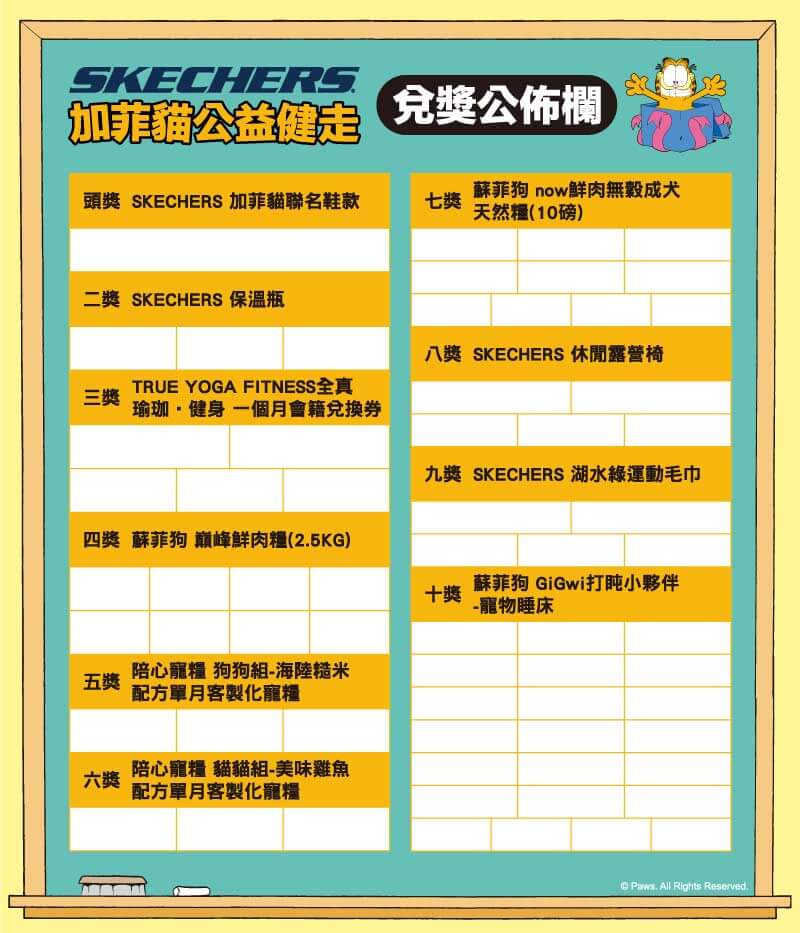 SKECHERS
加菲貓公益健走
兌獎公佈欄
頭獎 SKECHERS 加菲貓聯名鞋款
二獎 SKECHERS 保溫瓶
三獎 TRUE YOGA FITNESS全真
瑜珈・健身 一個月會籍兌換券
四獎 蘇菲狗 巔峰鮮肉糧(2.5KG)
五獎 陪心寵糧 狗狗組-海陸糙米
配方單月客製化寵糧
六獎 陪心寵糧 貓貓組-美味雞魚
配方單月客製化寵糧
七獎 蘇菲狗 now鮮肉無穀成犬
天然糧(10磅)
八獎 SKECHERS 休閒露營椅
九獎 SKECHERS 湖水綠運動毛巾
十獎 蘇菲狗 GiGwi打盹小夥伴
-寵物睡床
© Paws. All Rights Reserved.